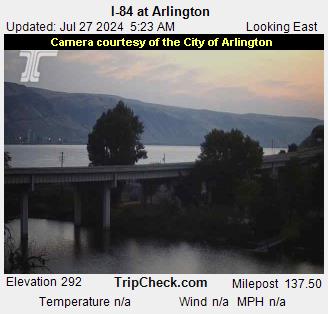 I-84 at Arlington
Updated: Jul 27 2024 5:23 AM Looking East
Camera courtesy of the City of Arlington
Elevation 292 TripCheck.com Milepost 137.50
Temperature n/a Wind n/a MPH n/a